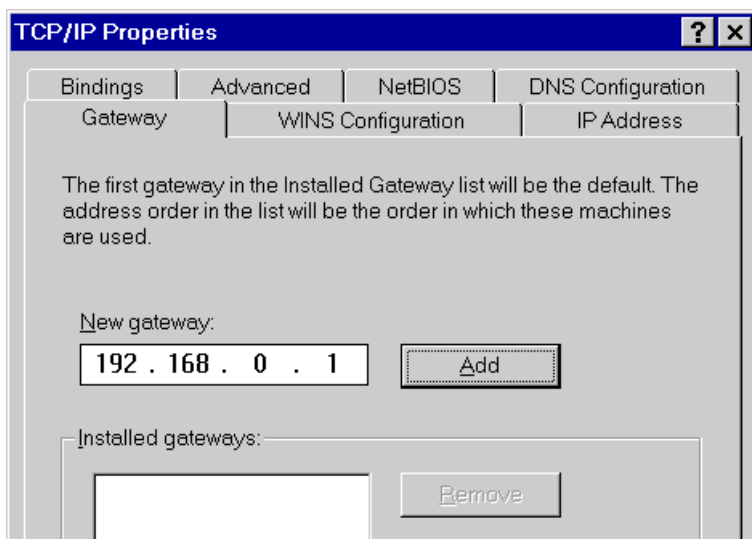 TCP/IP Properties
? ×
Bindings Advanced NetBIOS DNS Configuration
Gateway WINS Configuration IP Address
The first gateway in the Installed Gateway list will be the default. The
address order in the list will be the order in which these machines
are used.
New gateway:
192 . 168 . 0 . 1 Add
Installed gateways:
Remove